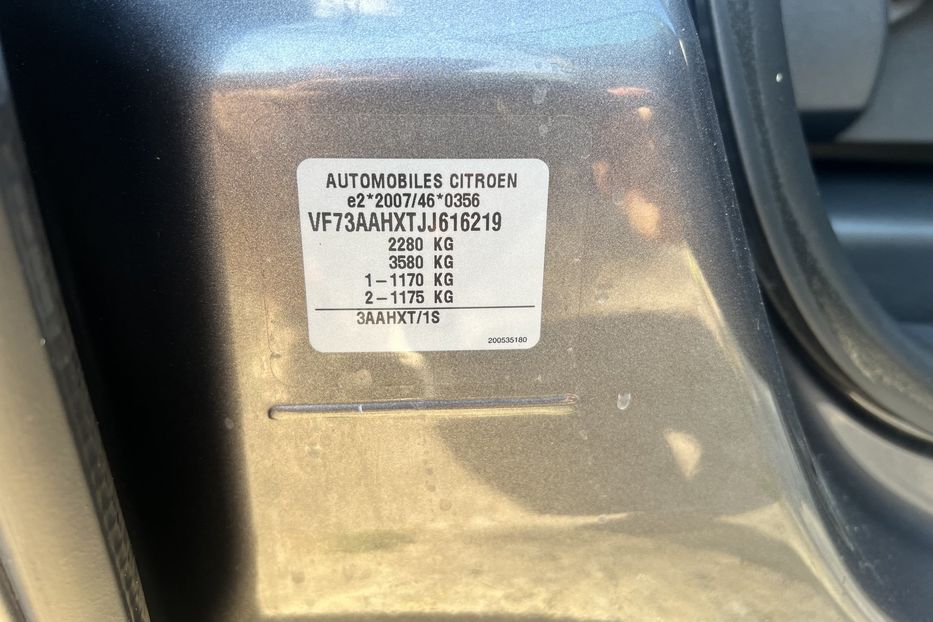 AUTOMOBILES CITROEN
e2*2007/46*0356
VF73AAHXTJJ616219
2280 KG
3580 KG
1-1170 KG
2-1175 KG
3AAHXT/1S
200535180